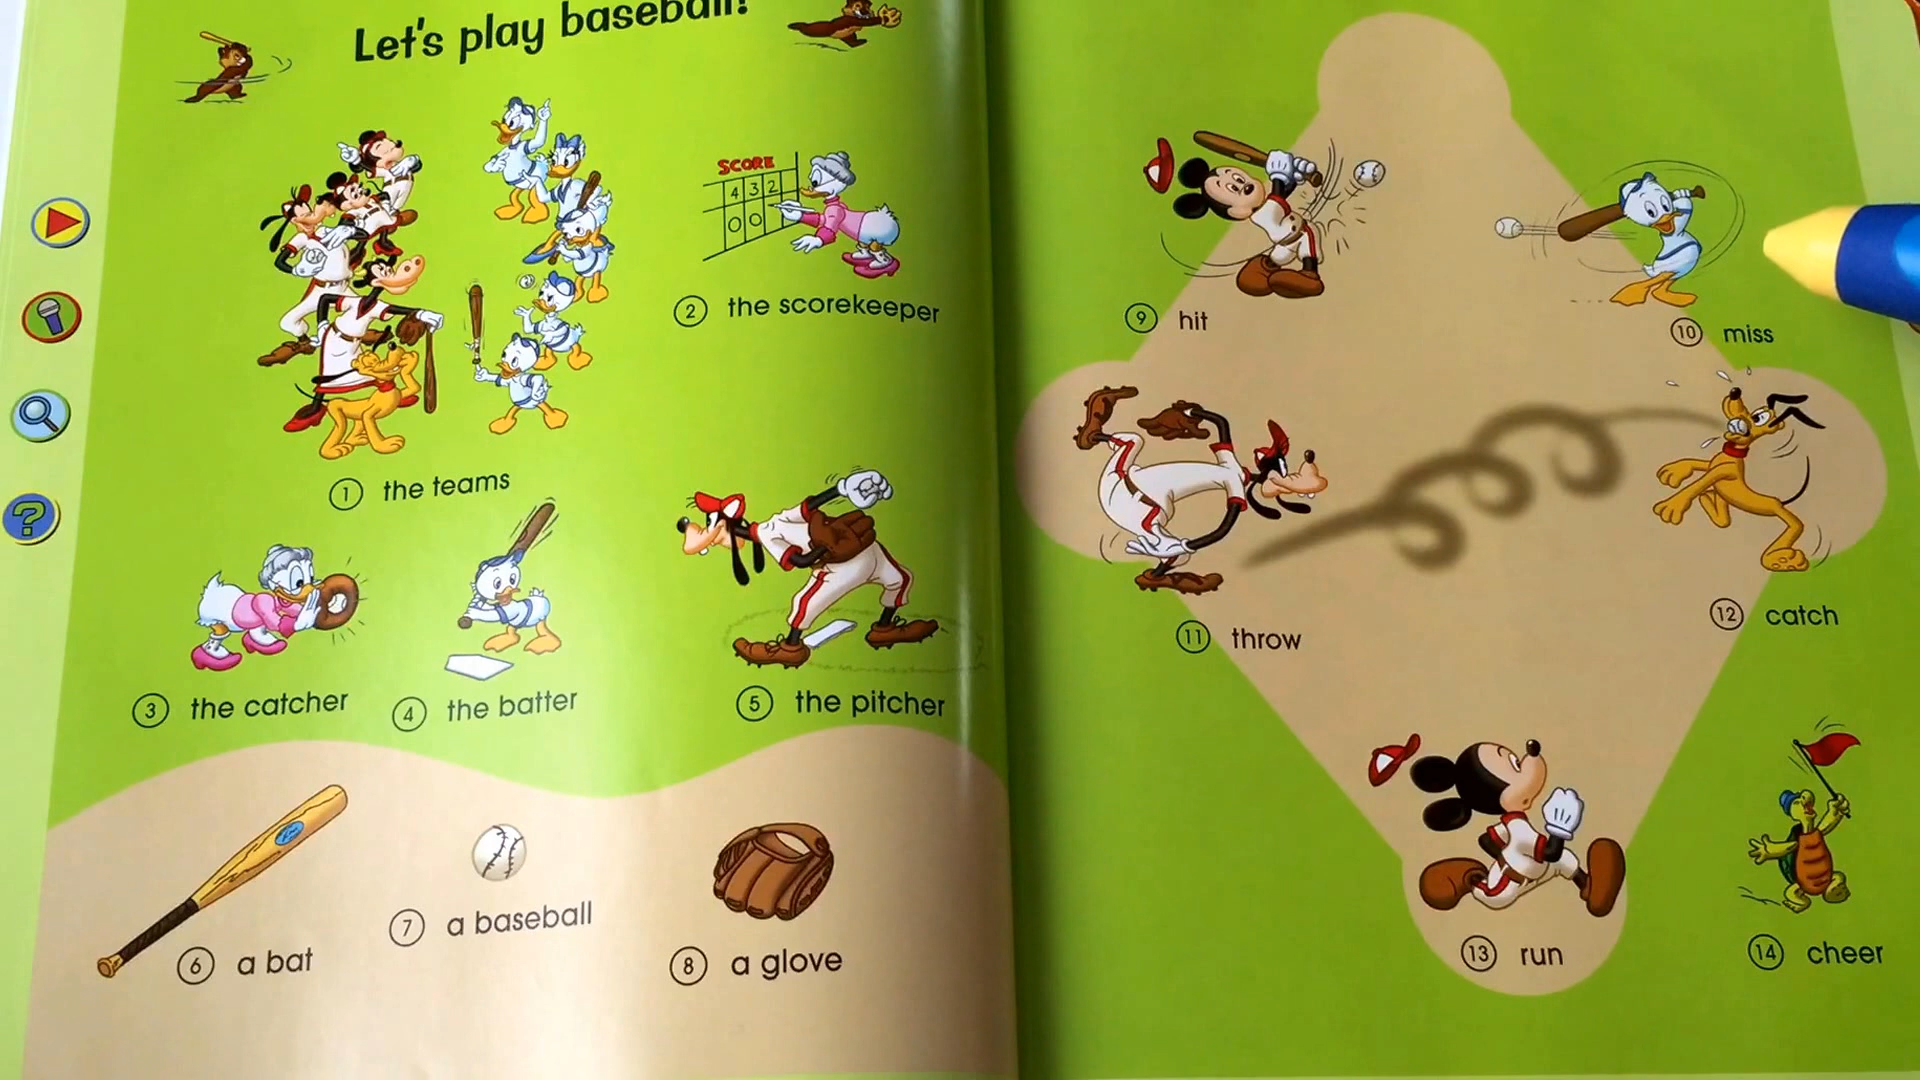 Let's play baseball!
SCORE
4 3 2
0 0
1 the teams
2 the scorekeeper
3 the catcher
4 the batter
5 the pitcher
6 a bat
7 a baseball
8 a glove
9 hit
10 miss
11 throw
12 catch
13 run
14 cheer
?